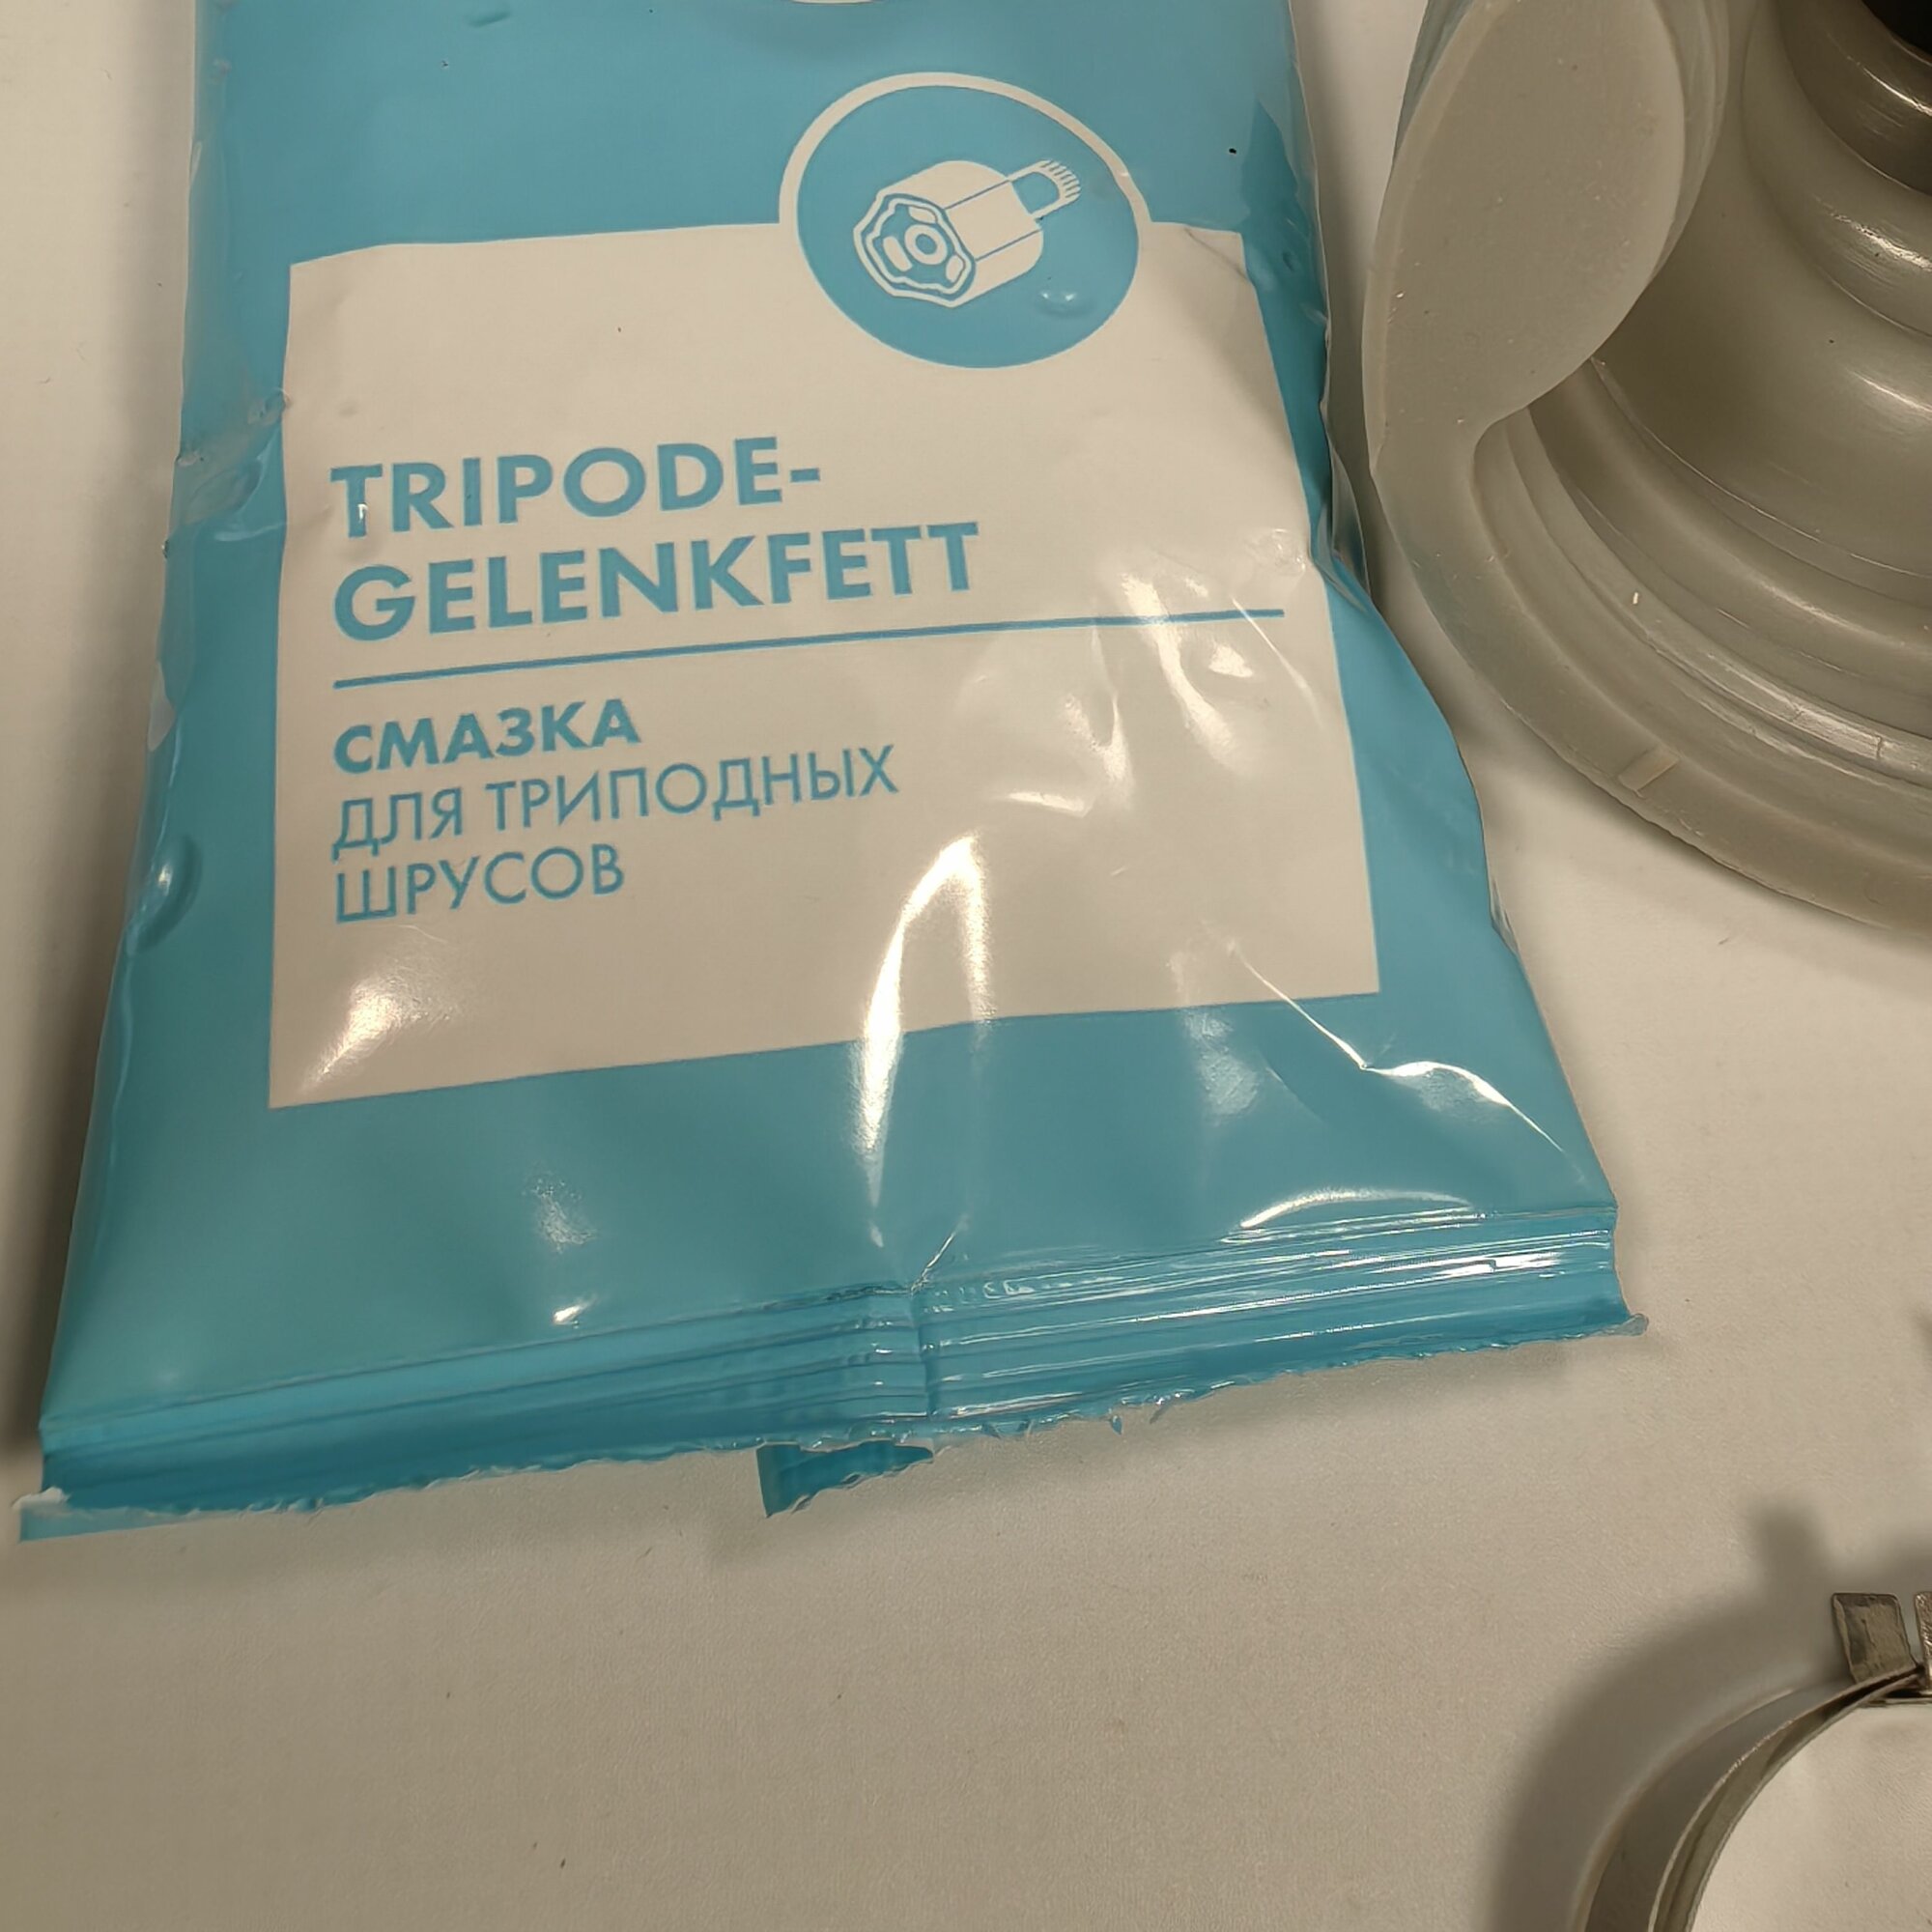 TRIPODE-
GELENKFETT
СМАЗКА
ДЛЯ ТРИПОДНЫХ
ШРУСОВ